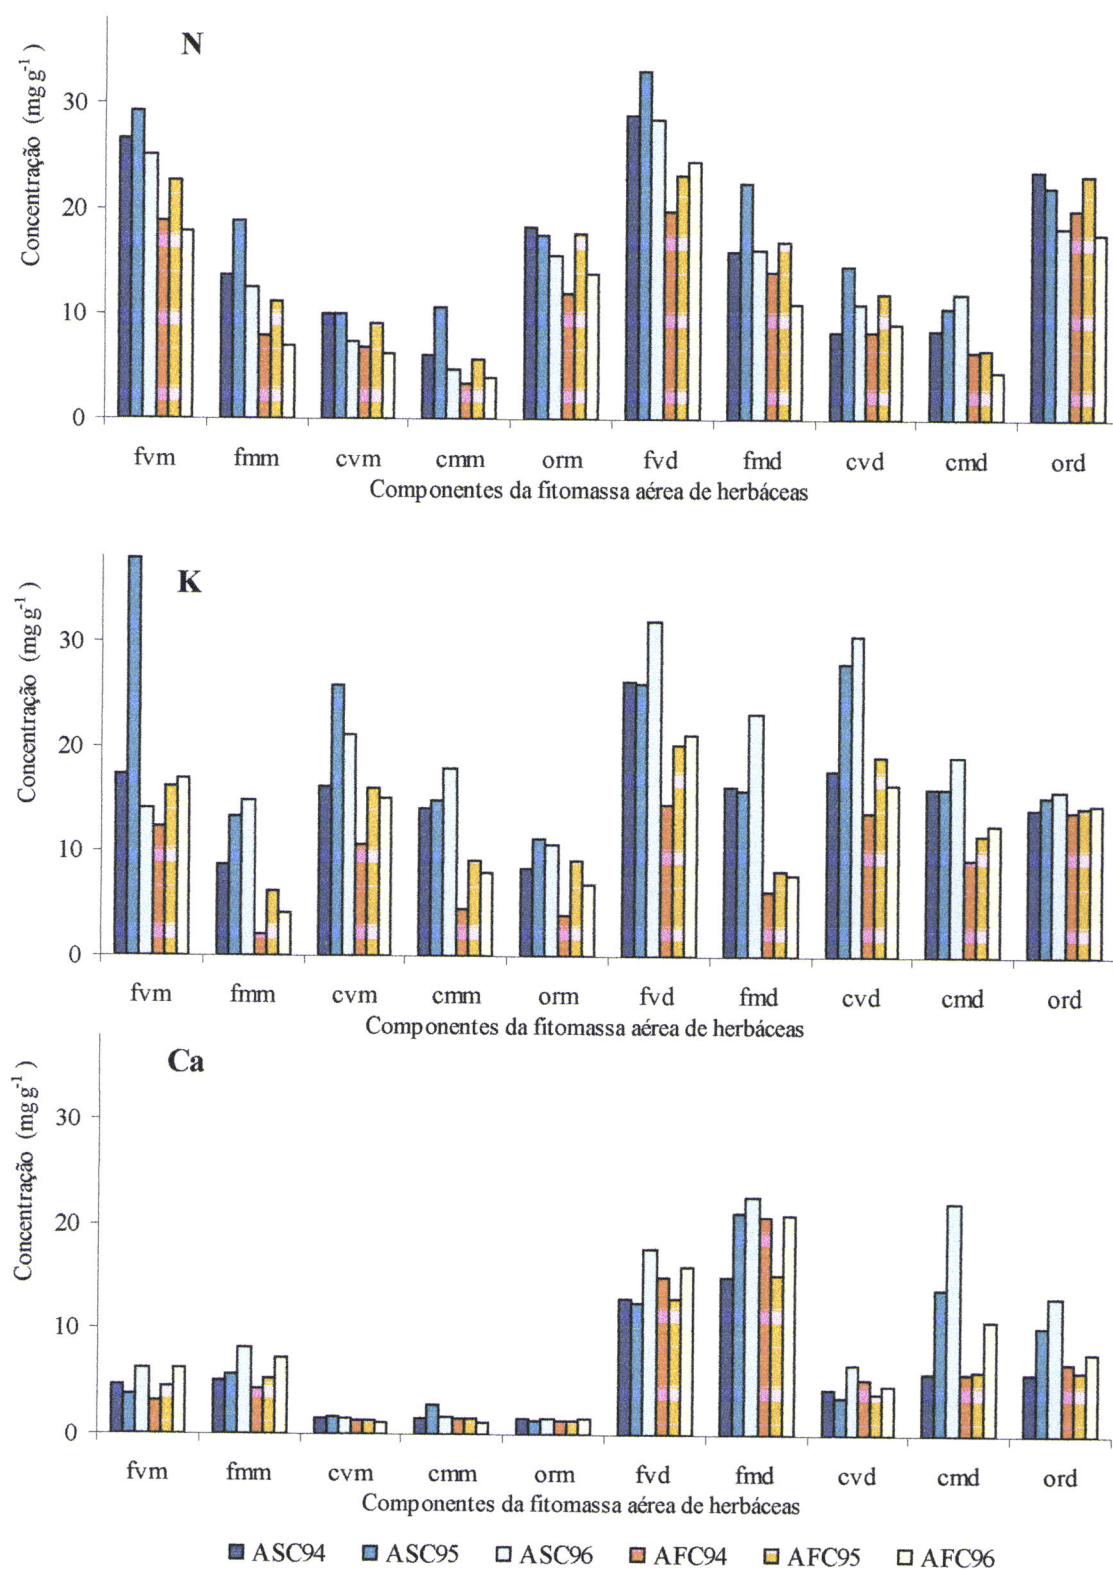 N
Concentração (mg g-1)
30
20
10
0
fvm fmm cvm cmm orm fvd fmd cvd cmd ord
Componentes da fitomassa aérea de herbáceas
K
Concentração (mg g-1)
30
20
10
0
fvm fmm cvm cmm orm fvd fmd cvd cmd ord
Componentes da fitomassa aérea de herbáceas
Ca
Concentração (mg g-1)
30
20
10
0
fvm fmm cvm cmm orm fvd fmd cvd cmd ord
Componentes da fitomassa aérea de herbáceas
ASC94 ASC95 ASC96 AFC94 AFC95 AFC96